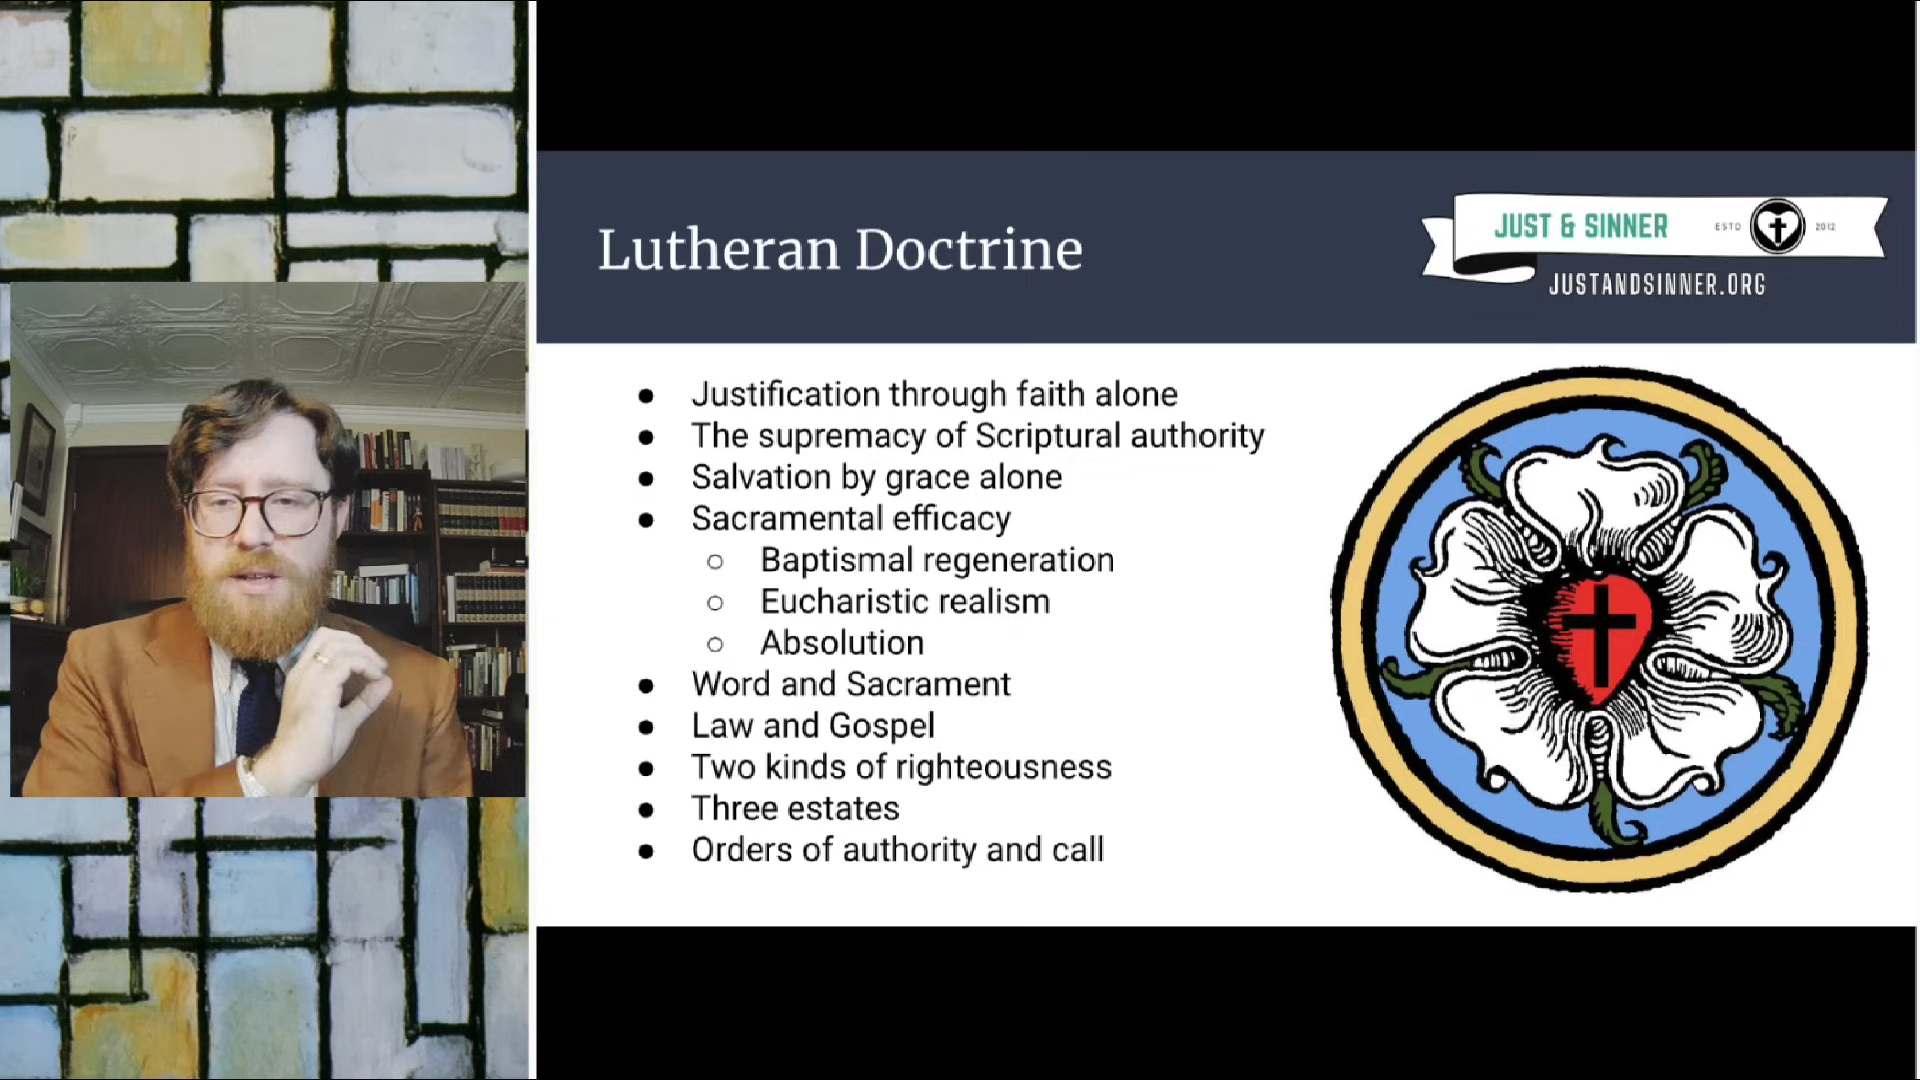 Lutheran Doctrine
JUST & SINNER
ESTD
2012
JUSTANDSINNER.ORG
● Justification through faith alone
● The supremacy of Scriptural authority
● Salvation by grace alone
● Sacramental efficacy
○ Baptismal regeneration
○ Eucharistic realism
○ Absolution
● Word and Sacrament
● Law and Gospel
● Two kinds of righteousness
● Three estates
● Orders of authority and call